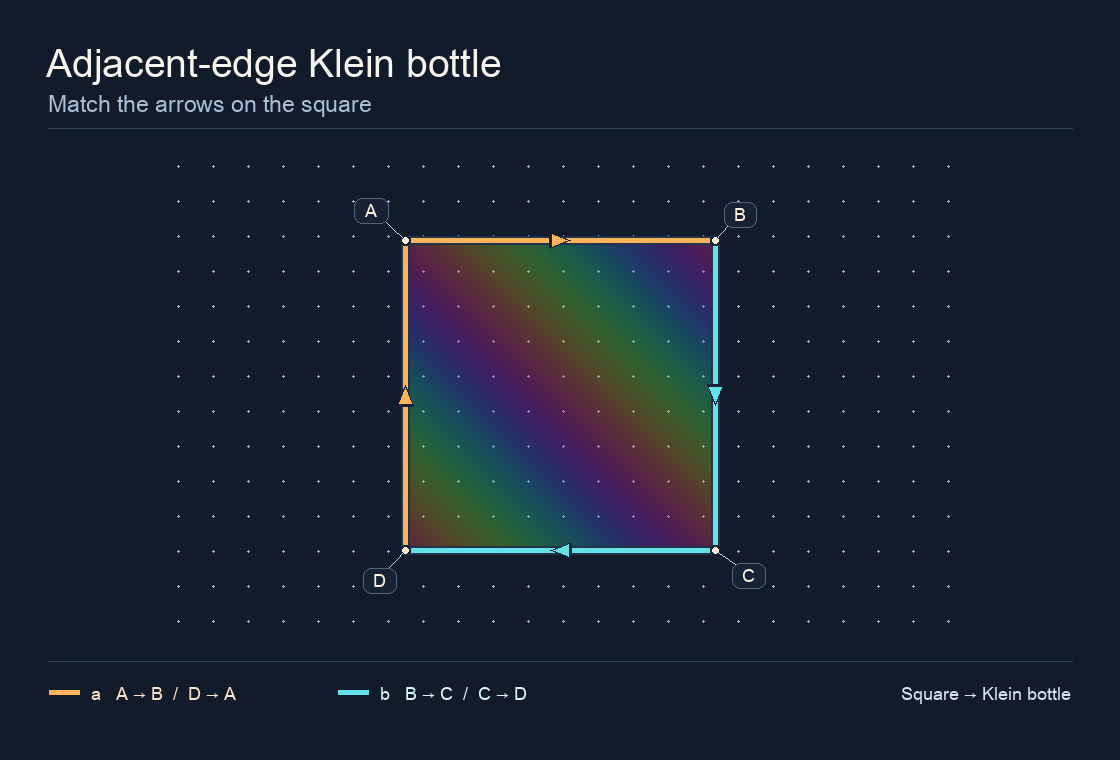 Adjacent-edge Klein bottle
Match the arrows on the square
A
B
D
C
a A→B / D→A
b B→C / C→D
Square→Klein bottle